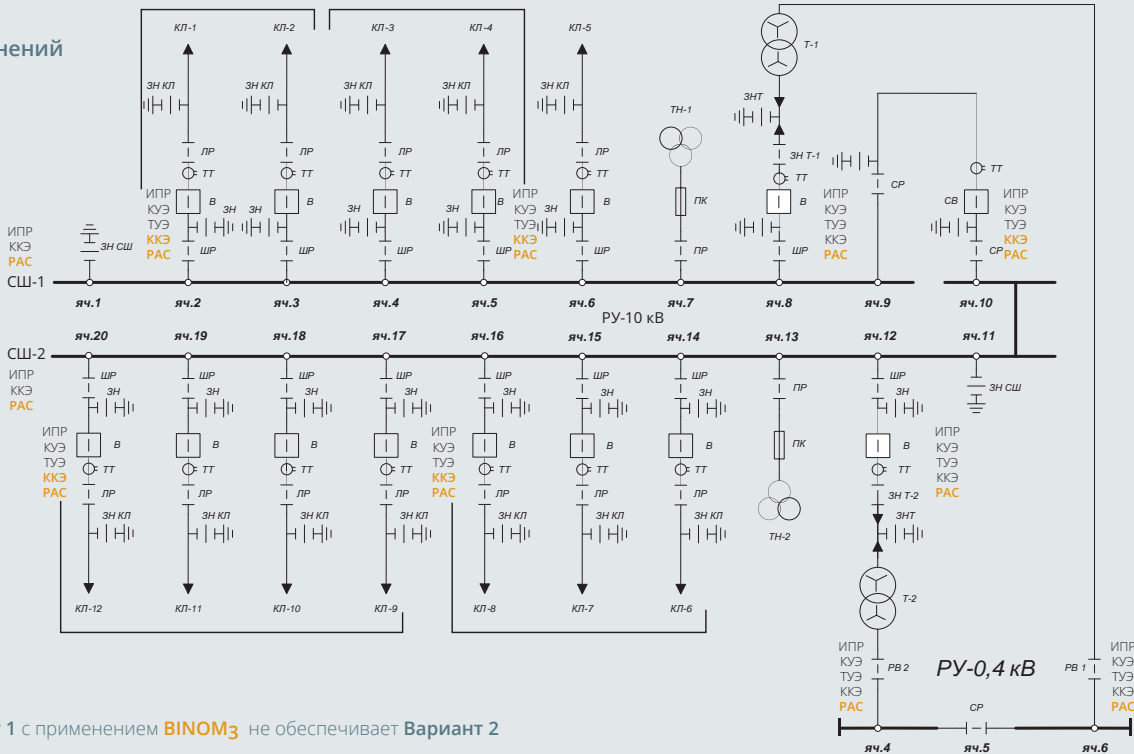 нений
КЛ-1 КЛ-2 КЛ-3 КЛ-4 КЛ-5 Т-1
ЗН КЛ ЗН КЛ ЗН КЛ ЗН КЛ ЗН КЛ ТН-1 ЗНТ
ЛР ЛР ЛР ЛР ЛР ЗН Т-1
ТТ ТТ ТТ ТТ ТТ ТТ СР ТТ
ИПР
КУЭ
ТУЭ
ККЭ
РАС
В В В В В
ИПР
КУЭ
ТУЭ
ККЭ
РАС
ПК В
ИПР
КУЭ
ТУЭ
ККЭ
РАС
СВ
ИПР
КУЭ
ТУЭ
ККЭ
РАС
ЗН ЗН ЗН ЗН ЗН
ИПР
ККЭ
РАС
ЗН СШ ШР ШР ШР ШР ШР ПР ШР СР
СШ-1
яч.1 яч.2 яч.3 яч.4 яч.5 яч.6 яч.7 яч.8 яч.9 яч.10
РУ-10 кВ
яч.20 яч.19 яч.18 яч.17 яч.16 яч.15 яч.14 яч.13 яч.12 яч.11
СШ-2
ИПР
ККЭ
РАС
ШР ШР ШР ШР ШР ШР ШР ПР ШР ЗН СШ
ЗН ЗН ЗН ЗН ЗН ЗН ЗН ЗН
ИПР
КУЭ
ТУЭ
ККЭ
РАС
В В В В
ИПР
КУЭ
ТУЭ
ККЭ
РАС
В В В ПК В
ИПР
КУЭ
ТУЭ
ККЭ
РАС
ТТ ТТ ТТ ТТ ТТ ТТ ТТ ТТ
ЛР ЛР ЛР ЛР ЛР ЛР ЛР ЗН Т-2
ЗН КЛ ЗН КЛ ЗН КЛ ЗН КЛ ЗН КЛ ЗН КЛ ЗН КЛ ТН-2 ЗНТ
КЛ-12 КЛ-11 КЛ-10 КЛ-9 КЛ-8 КЛ-7 КЛ-6 Т-2
ИПР
КУЭ
ТУЭ
ККЭ
РАС
РВ 2 РУ-0,4 кВ РВ 1
ИПР
КУЭ
ТУЭ
ККЭ
РАС
СР
яч.4 яч.5 яч.6
1 с применением BINOM3 не обеспечивает Вариант 2